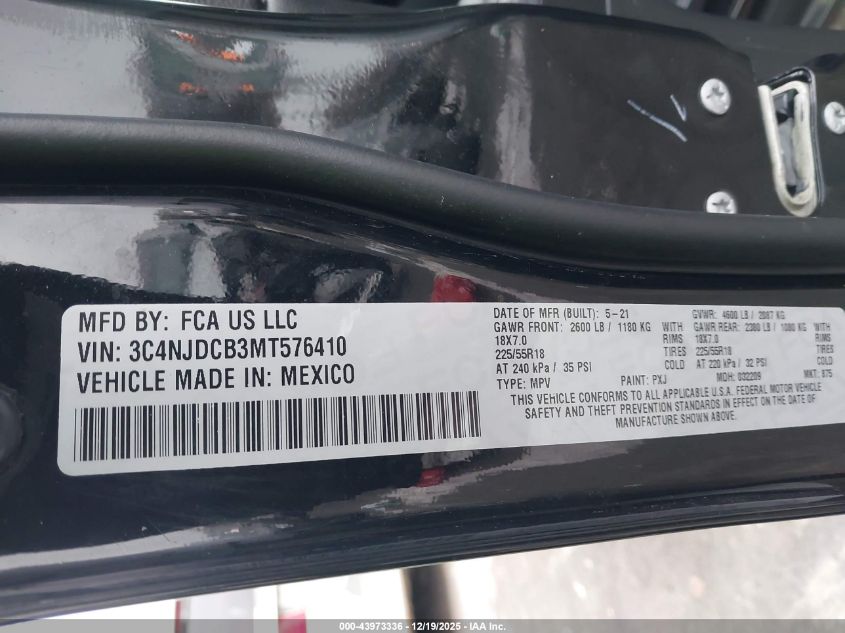 MFD BY: FCA US LLC
VIN: 3C4NJDCB3MT576410
VEHICLE MADE IN: MEXICO
DATE OF MFR (BUILT): 5-21 GVWR: 4600 LB / 2087 KG
GAWR FRONT: 2600 LB / 1180 KG WITH GAWR REAR: 2380 LB / 1080 KG WITH
18X7.0 RIMS 18X7.0 RIMS
225/55R18 TIRES 225/55R18 TIRES
AT 240 kPa / 35 PSI COLD AT 220 kPa / 32 PSI COLD
TYPE: MPV PAINT: PXJ MDH: 032209 MKT: 875
THIS VEHICLE CONFORMS TO ALL APPLICABLE U.S.A. FEDERAL MOTOR VEHICLE
SAFETY AND THEFT PREVENTION STANDARDS IN EFFECT ON THE DATE OF
MANUFACTURE SHOWN ABOVE.
000-43973336 - 12/19/2025 - IAA Inc.